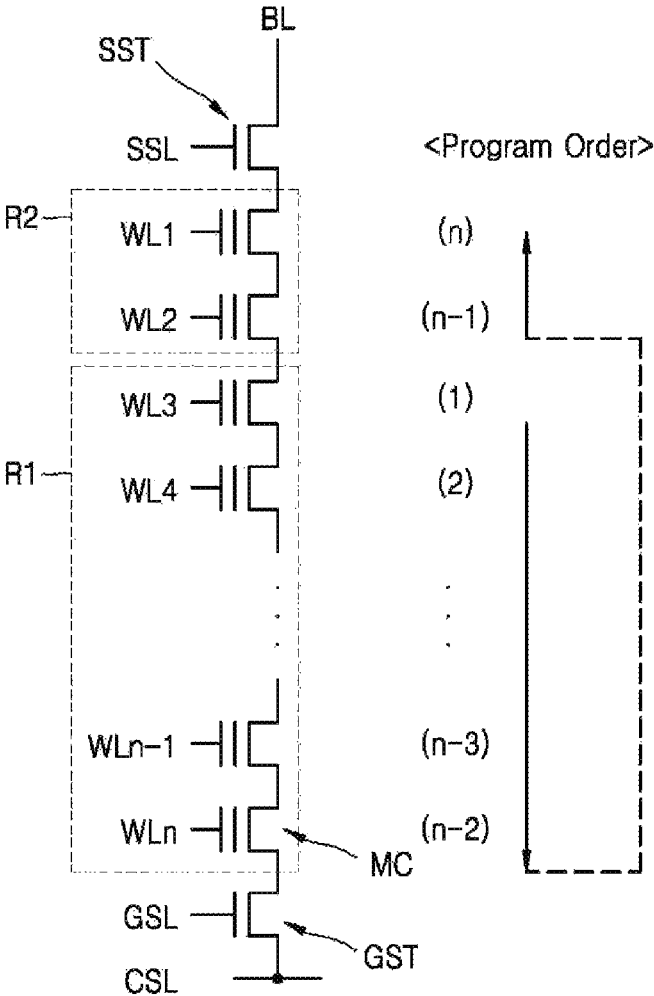 BL
SST
SSL
<Program Order>
R2
WL1
(n)
WL2
(n-1)
WL3
(1)
R1
WL4
(2)
WLn-1
(n-3)
WLn
(n-2)
MC
GSL
GST
CSL